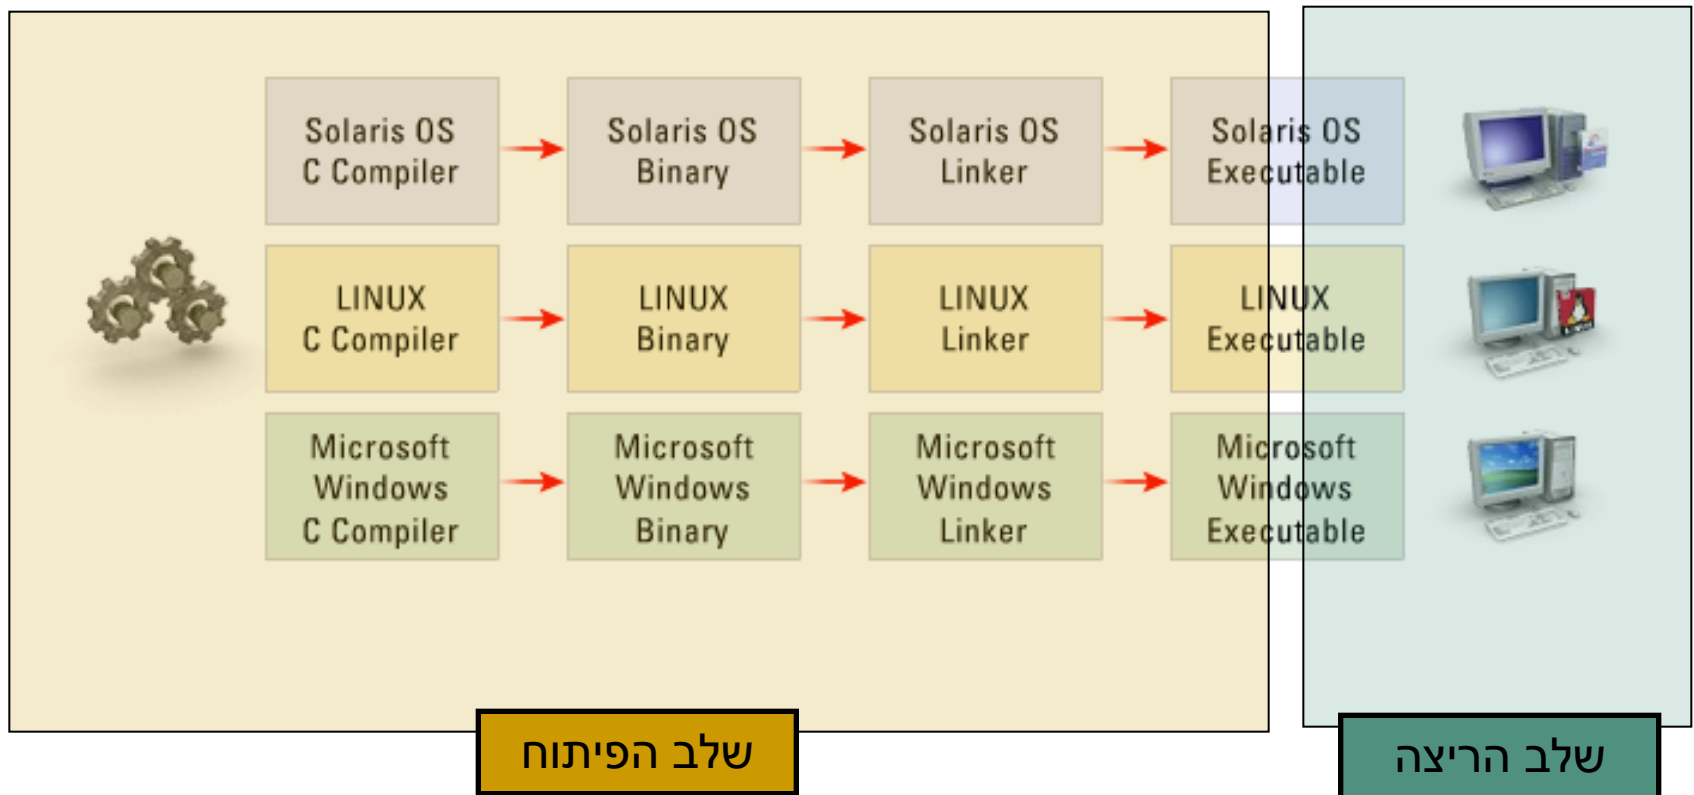 Solaris OS
C Compiler
Solaris OS
Binary
Solaris OS
Linker
Solaris OS
Executable
LINUX
C Compiler
LINUX
Binary
LINUX
Linker
LINUX
Executable
Microsoft
Windows
C Compiler
Microsoft
Windows
Binary
Microsoft
Windows
Linker
Microsoft
Windows
Executable
שלב הפיתוח
שלב הריצה